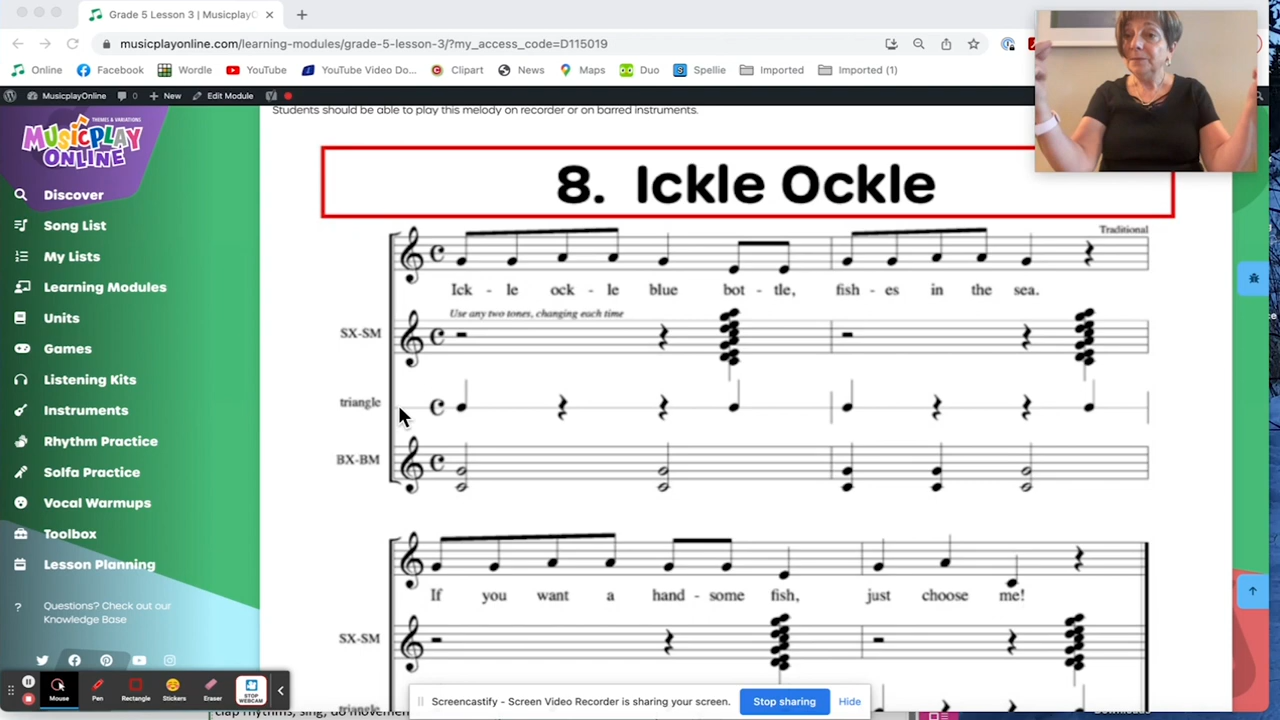 Grade 5 Lesson 3 | MusicplayO
musicplayonline.com/learning-modules/grade-5-lesson-3/?my_access_code=D115019
Online Facebook Wordle YouTube YouTube Video Do... Clipart News Maps Duo Spellie Imported Imported (1)
MusicplayOnline 0 New Edit Module
THEMES & VARIATIONS
MUSICPLAY
ONLINE
Discover
Song List
My Lists
Learning Modules
Units
Games
Listening Kits
Instruments
Rhythm Practice
Solfa Practice
Vocal Warmups
Toolbox
Lesson Planning
? Questions? Check out our
Knowledge Base
Students should be able to play this melody on recorder or on barred instruments.
8. Ickle Ockle
Traditional
Ick - le ock - le blue bot - tle, fish - es in the sea.
Use any two tones, changing each time
SX-SM
triangle
BX-BM
If you want a hand - some fish, just choose me!
SX-SM
Mouse Pen Rectangle Stickers Eraser STOP WEBCAM
Screencastify - Screen Video Recorder is sharing your screen. Stop sharing Hide